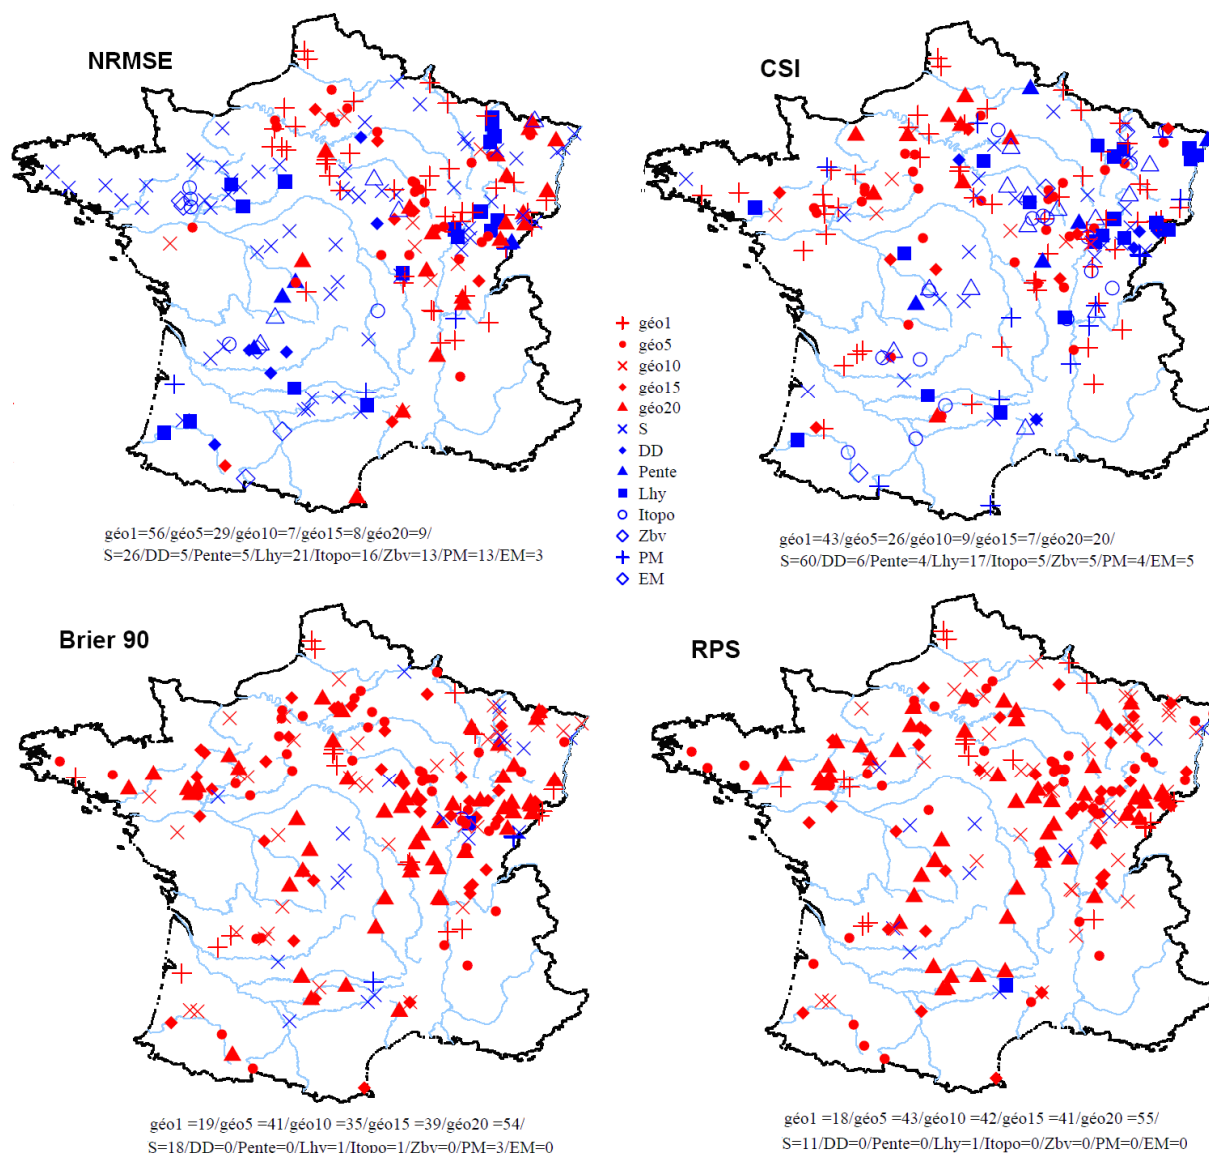 NRMSE
CSI
géo1
géo5
géo10
géo15
géo20
S
DD
Pente
Lhy
Itopo
Zbv
PM
EM
géo1=56/géo5=29/géo10=7/géo15=8/géo20=9/
S=26/DD=5/Pente=5/Lhy=21/Itopo=16/Zbv=13/PM=13/EM=3
géo1=43/géo5=26/géo10=9/géo15=7/géo20=20/
S=60/DD=6/Pente=4/Lhy=17/Itopo=5/Zbv=5/PM=4/EM=5
Brier 90
RPS
géo1 =19/géo5 =41/géo10 =35/géo15 =39/géo20 =54/
S=18/DD=0/Pente=0/Lhy=1/Itopo=1/Zbv=0/PM=3/EM=0
géo1 =18/géo5 =43/géo10 =42/géo15 =41/géo20 =55/
S=11/DD=0/Pente=0/Lhy=1/Itopo=0/Zbv=0/PM=0/EM=0